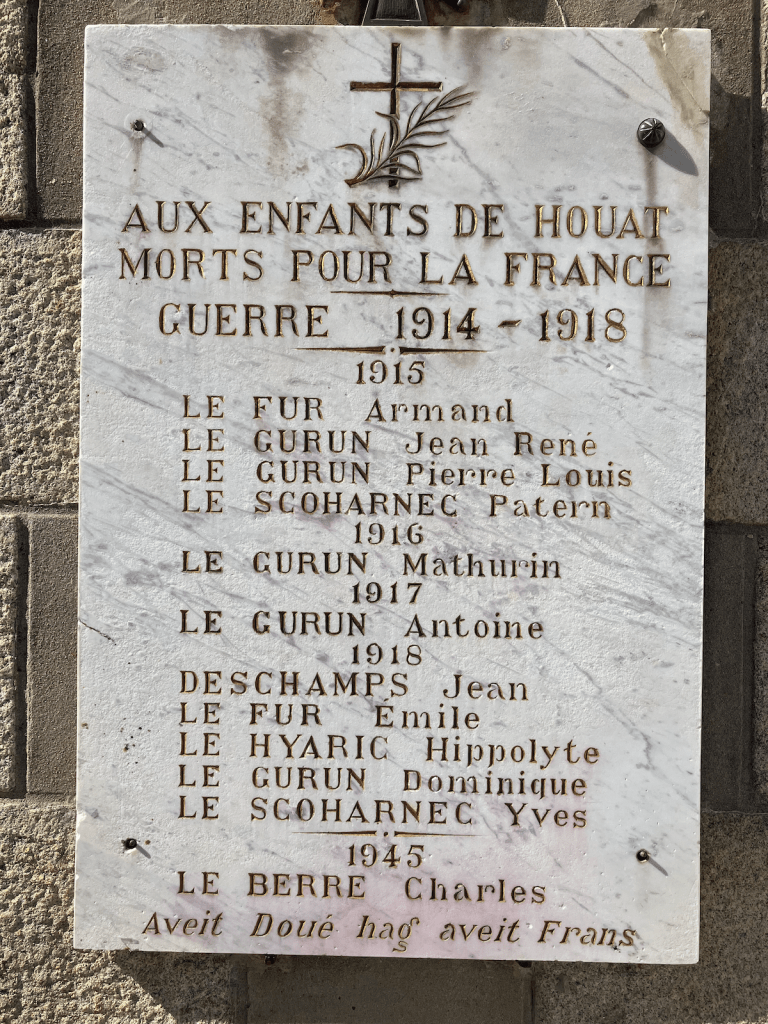 AUX ENFANTS DE HOUAT
MORTS POUR LA FRANCE
GUERRE 1914 - 1918
1915
LE FUR Armand
LE GURUN Jean René
LE GURUN Pierre Louis
LE SCOHARNEC Patern
1916
LE GURUN Mathurin
1917
LE GURUN Antoine
1918
DESCHAMPS Jean
LE FUR Émile
LE HYARIC Hippolyte
LE GURUN Dominique
LE SCOHARNEC Yves
1945
LE BERRE Charles
Aveit Doué hag aveit Frans